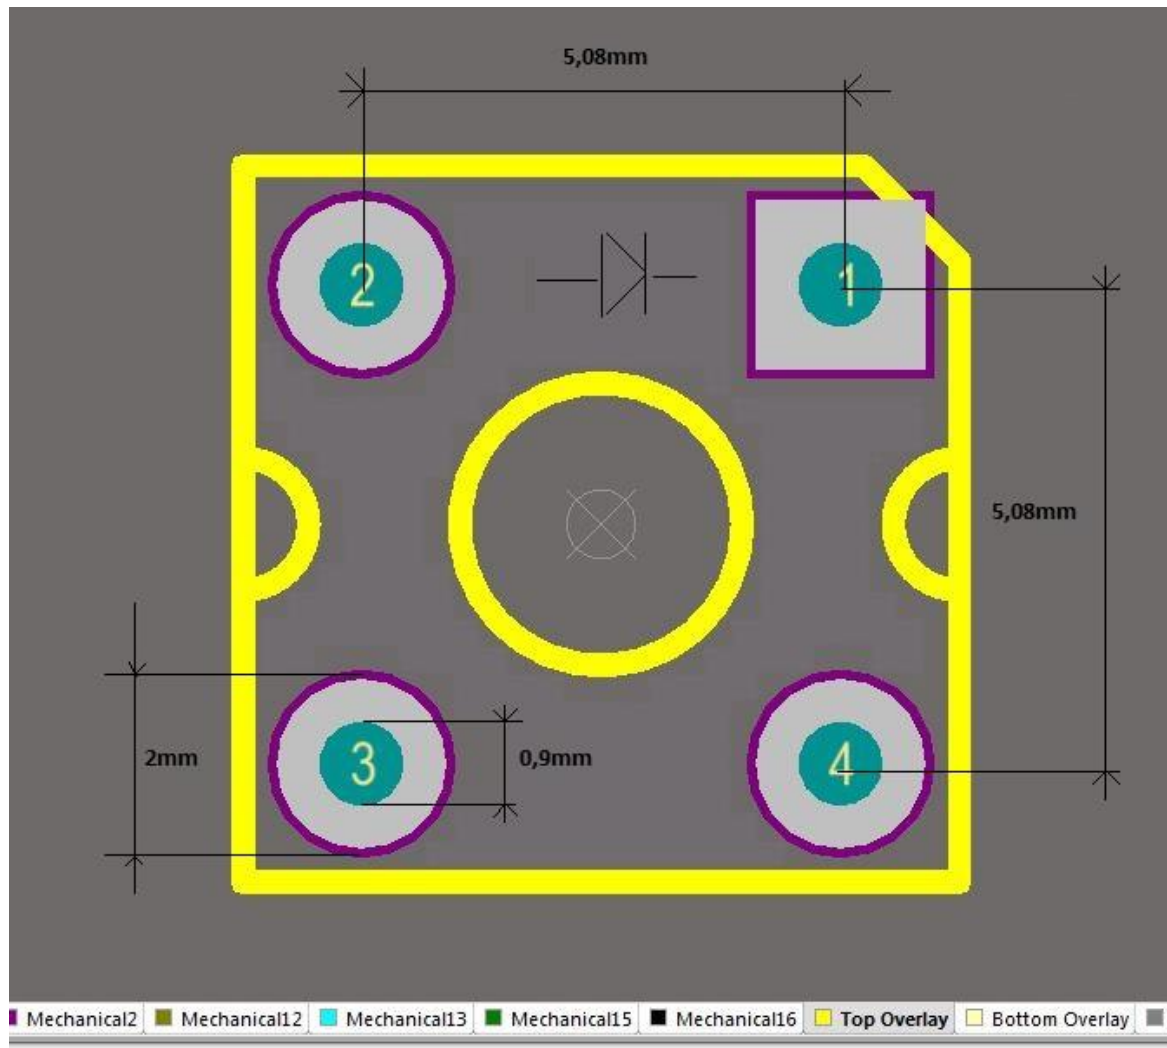 5,08mm
2
1
5,08mm
2mm
3
0,9mm
4
Mechanical2 Mechanical12 Mechanical13 Mechanical15 Mechanical16 Top Overlay Bottom Overlay